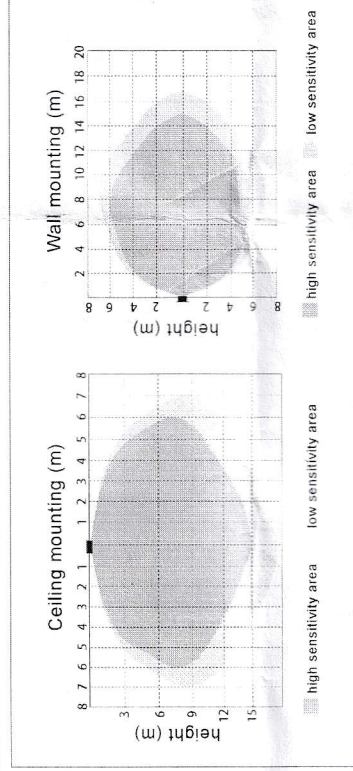 Ceiling mounting (m)
8 7 6 5 4 3 2 1 1 2 3 4 5 6 7 8
3
6
9
12
15
height (m)
high sensitivity area
low sensitivity area
Wall mounting (m)
2 4 6 8 10 12 14 16 18 20
8
6
4
2
2
4
6
8
height (m)
high sensitivity area
low sensitivity area